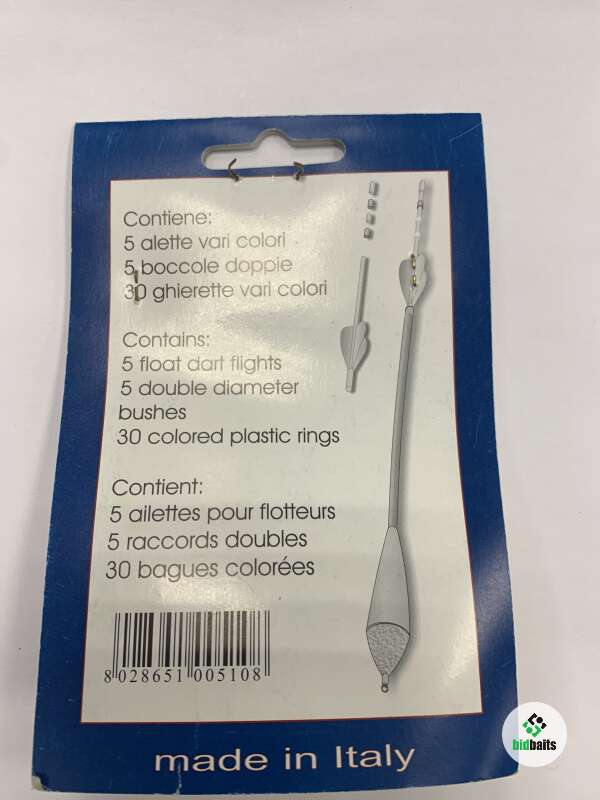 Contiene:
5 alette vari colori
5 boccole doppie
30 ghierette vari colori
Contains:
5 float dart flights
5 double diameter
bushes
30 colored plastic rings
Contient:
5 ailettes pour flotteurs
5 raccords doubles
30 bagues colorées
8 028651 005108
made in Italy
bidbaits